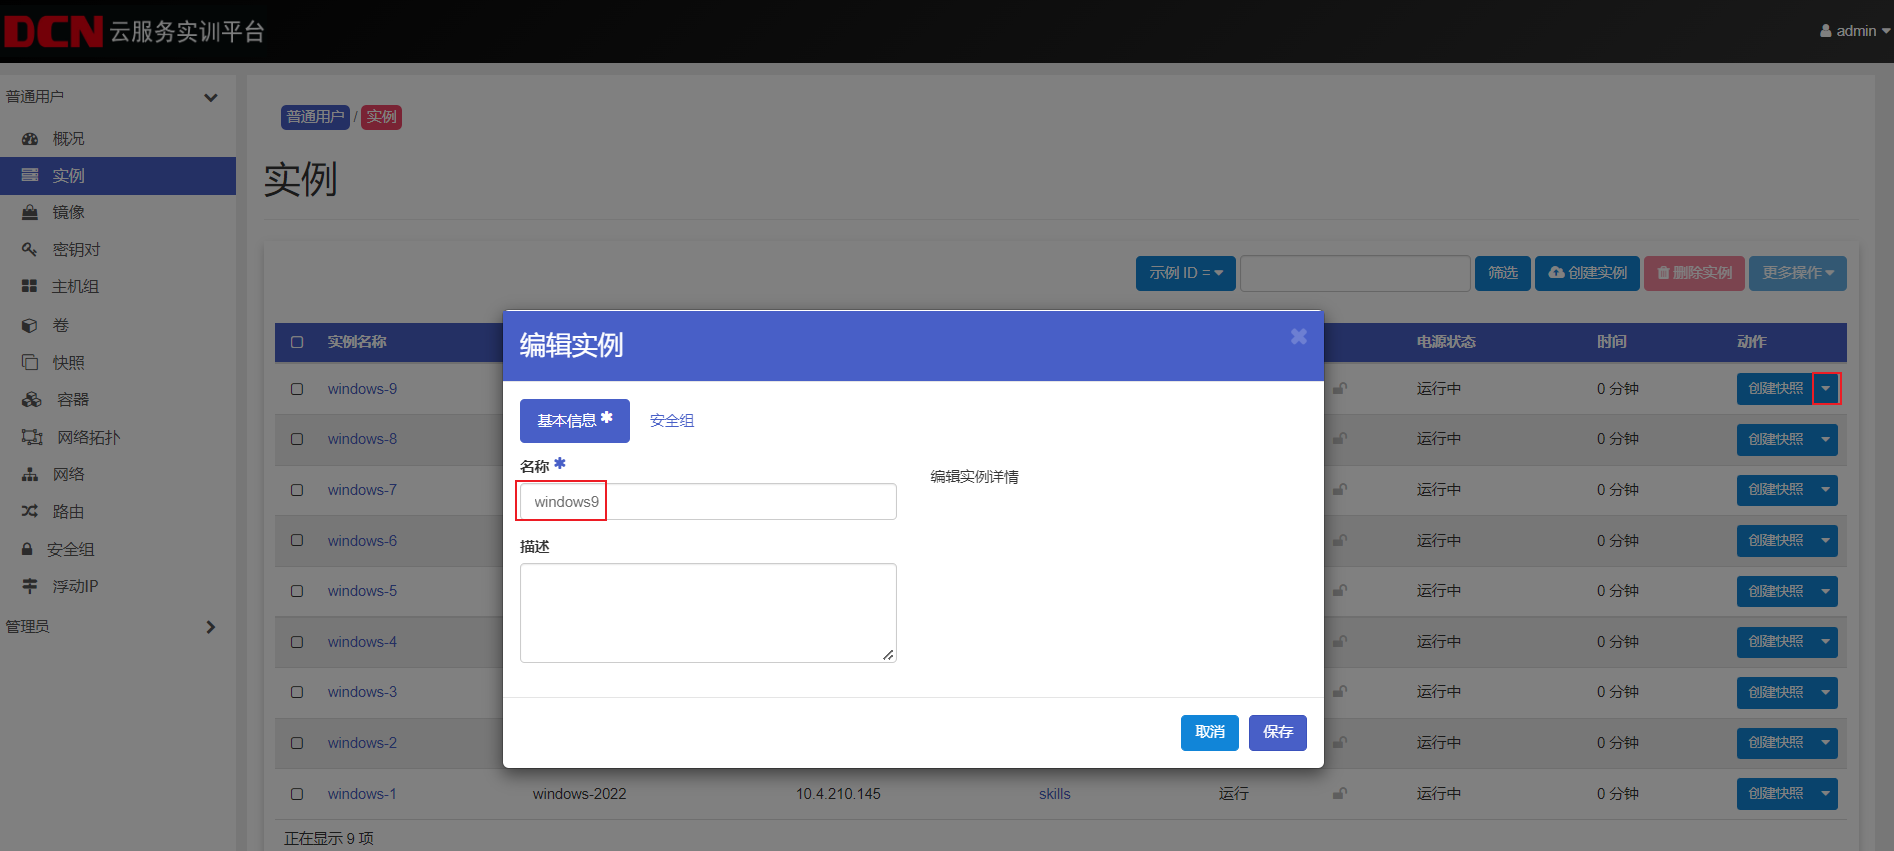 DCN 云服务实训平台
admin
普通用户
概况
实例
镜像
密钥对
主机组
卷
快照
容器
网络拓扑
网络
路由
安全组
浮动IP
管理员
普通用户 / 实例
实例
示例 ID = 筛选 创建实例 删除实例 更多操作
实例名称 电源状态 时间 动作
windows-9 运行中 0 分钟 创建快照
windows-8 运行中 0 分钟 创建快照
windows-7 运行中 0 分钟 创建快照
windows-6 运行中 0 分钟 创建快照
windows-5 运行中 0 分钟 创建快照
windows-4 运行中 0 分钟 创建快照
windows-3 运行中 0 分钟 创建快照
windows-2 运行中 0 分钟 创建快照
windows-1 windows-2022 10.4.210.145 skills 运行 运行中 0 分钟 创建快照
正在显示 9 项
编辑实例
基本信息 * 安全组
名称 *
windows9
编辑实例详情
描述
取消 保存